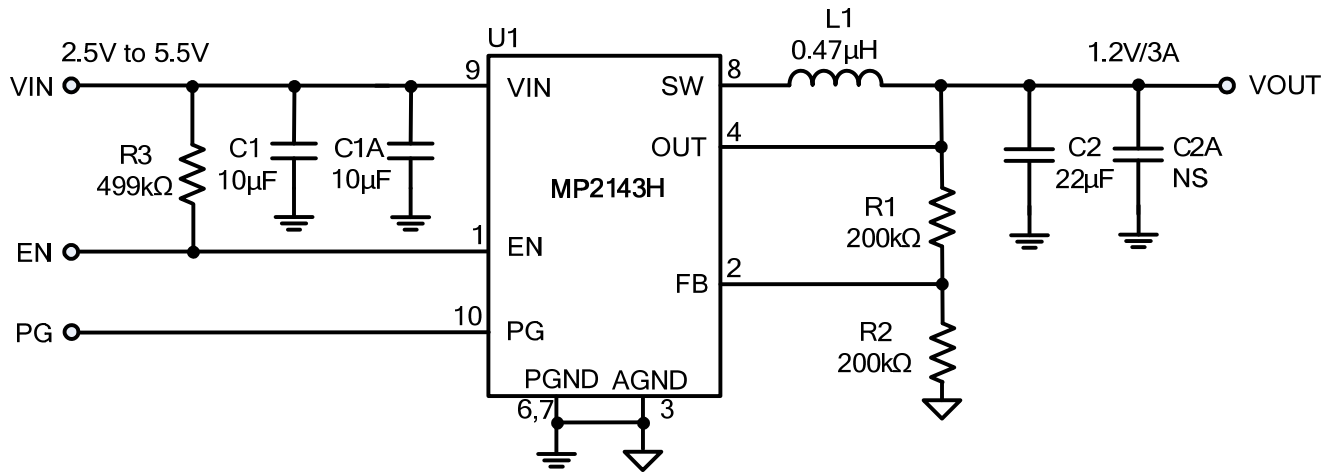 U1
L1
0.47µH
2.5V to 5.5V
1.2V/3A
VIN
9
VIN
SW
8
VOUT
R3
499kΩ
C1
10µF
C1A
10µF
OUT
4
C2
22µF
C2A
NS
MP2143H
R1
200kΩ
EN
1
EN
FB
2
PG
10
PG
R2
200kΩ
PGND
AGND
6,7
3